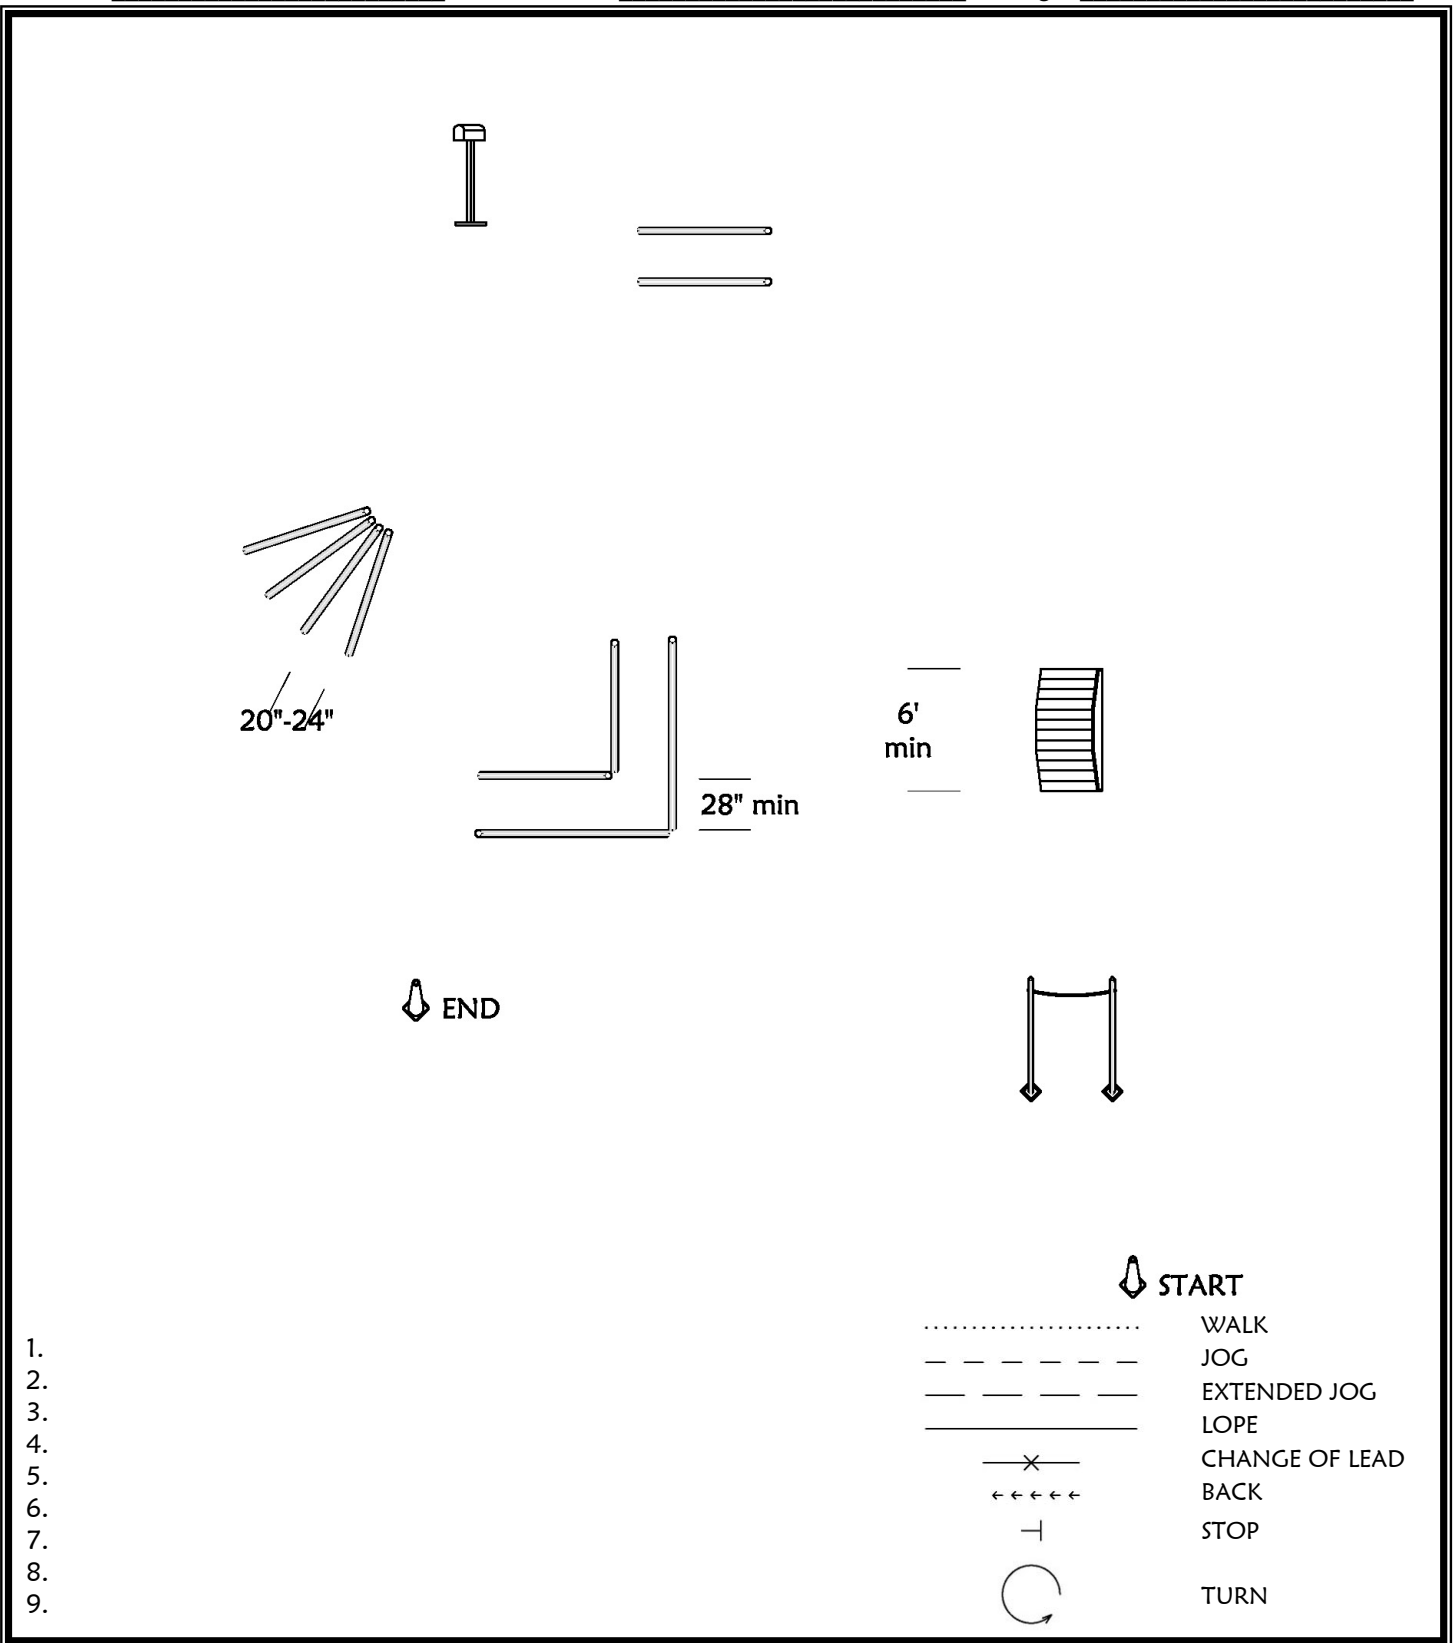 20"-24"
6'
min
28" min
END
START
WALK
JOG
EXTENDED JOG
LOPE
CHANGE OF LEAD
BACK
STOP
TURN
1.
2.
3.
4.
5.
6.
7.
8.
9.